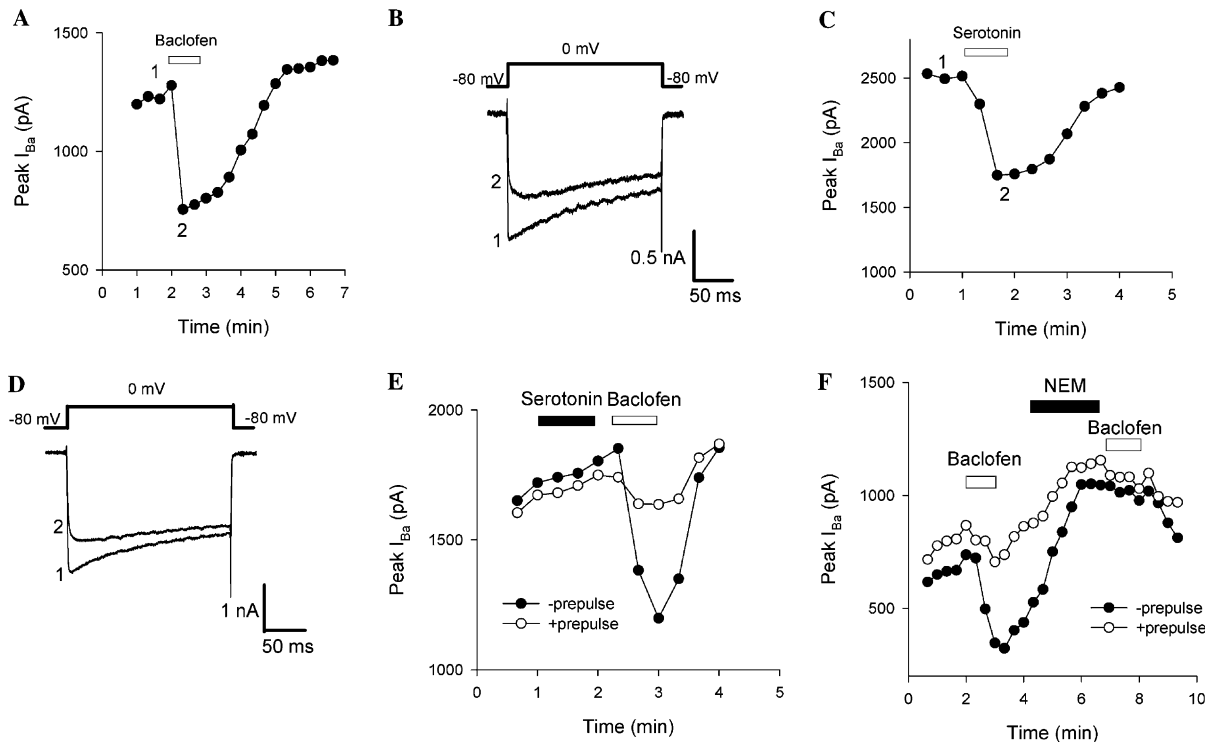 A
1500
1000
500
Peak IBa (pA)
Baclofen
1
2
0 1 2 3 4 5 6 7
Time (min)
B
0 mV
-80 mV
-80 mV
2
1
0.5 nA
50 ms
C
2500
2000
1500
1000
Peak IBa (pA)
Serotonin
1
2
0 1 2 3 4 5
Time (min)
D
0 mV
-80 mV
-80 mV
2
1
1 nA
50 ms
E
2000
1500
1000
Peak IBa (pA)
Serotonin
Baclofen
-prepulse
+prepulse
0 1 2 3 4 5
Time (min)
F
1500
1000
500
Peak IBa (pA)
NEM
Baclofen
Baclofen
-prepulse
+prepulse
0 2 4 6 8 10
Time (min)